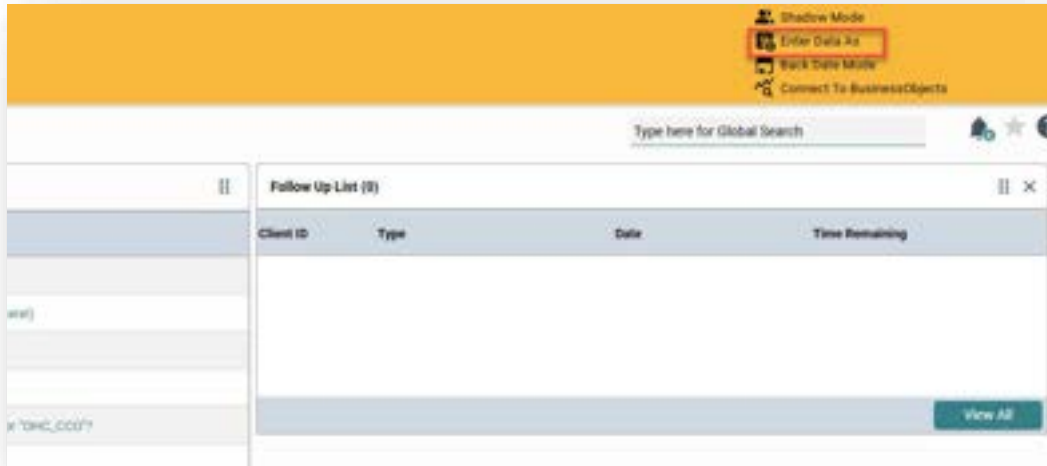 Shadow Mode
Enter Data As
Back Date Mode
Connect To BusinessObjects
Type here for Global Search
Follow Up List (0)
Client ID Type Date Time Remaining
View All